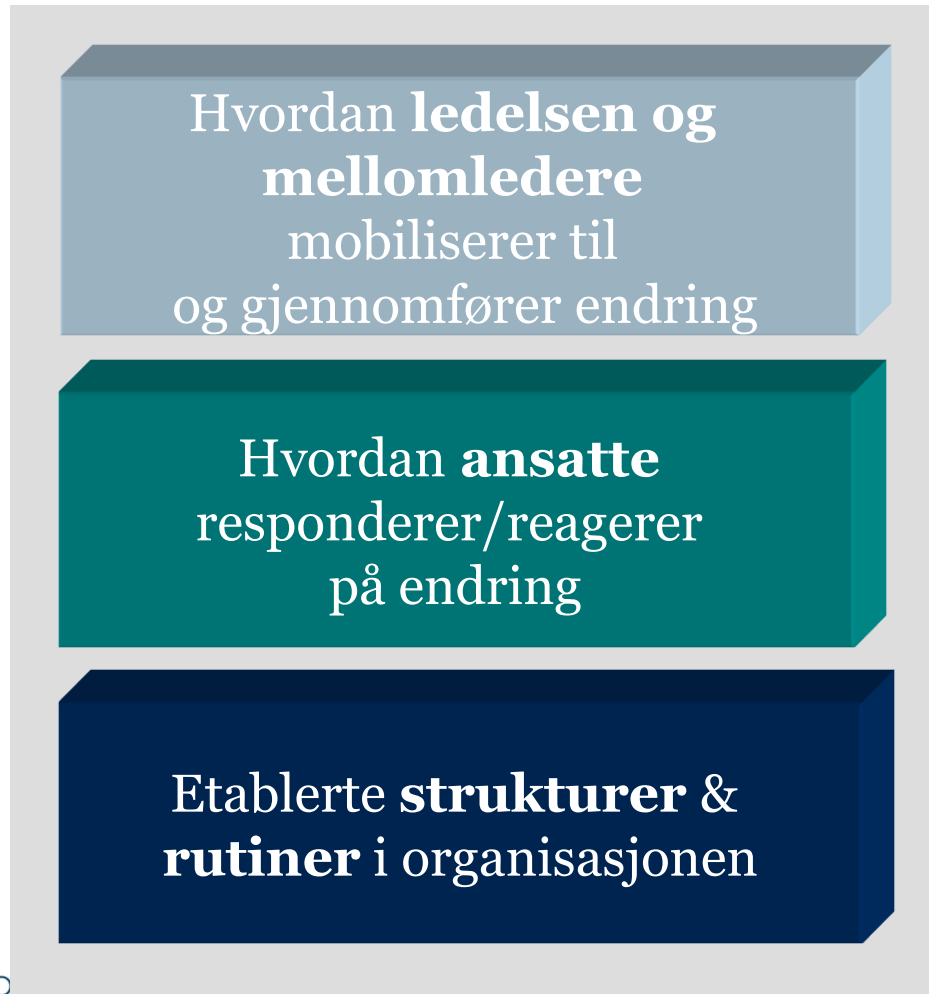 Hvordan ledelsen og
mellomledere
mobiliserer til
og gjennomfører endring
Hvordan ansatte
responderer/reagerer
på endring
Etablerte strukturer &
rutiner i organisasjonen